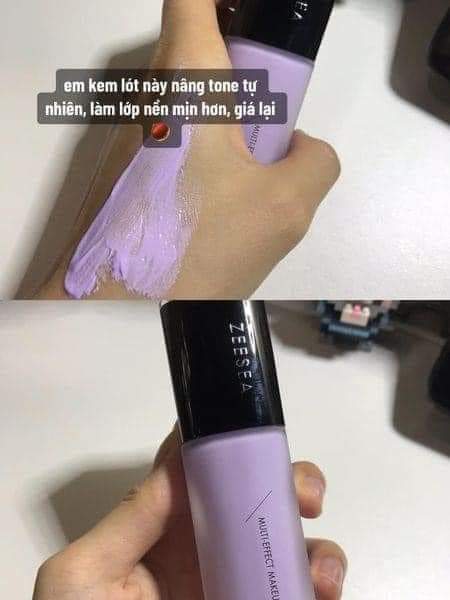 ZEESEA
em kem lót này nâng tone tự
nhiên, làm lớp nền mịn hơn, giá lại
ZEESEA
MULTI-EFFECT MAKEU